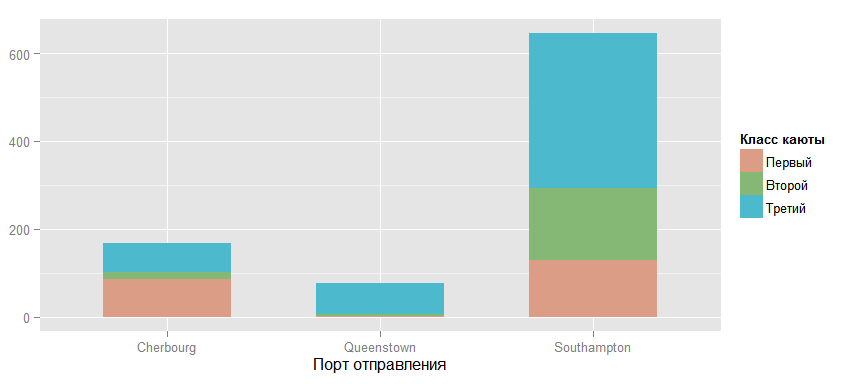 600
400
200
0
Cherbourg
Queenstown
Southampton
Порт отправления
Класс каюты
Первый
Второй
Третий